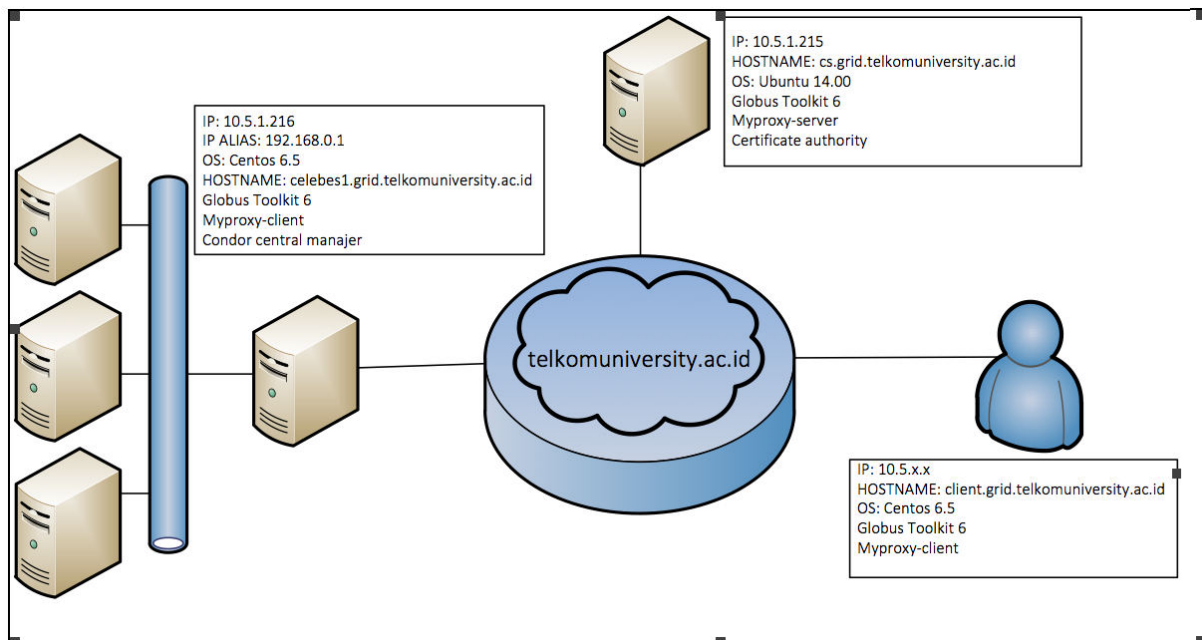 IP: 10.5.1.215
HOSTNAME: cs.grid.telkomuniversity.ac.id
OS: Ubuntu 14.00
Globus Toolkit 6
Myproxy-server
Certificate authority
IP: 10.5.1.216
IP ALIAS: 192.168.0.1
OS: Centos 6.5
HOSTNAME: celebes1.grid.telkomuniversity.ac.id
Globus Toolkit 6
Myproxy-client
Condor central manajer
telkomuniversity.ac.id
IP: 10.5.x.x
HOSTNAME: client.grid.telkomuniversity.ac.id
OS: Centos 6.5
Globus Toolkit 6
Myproxy-client